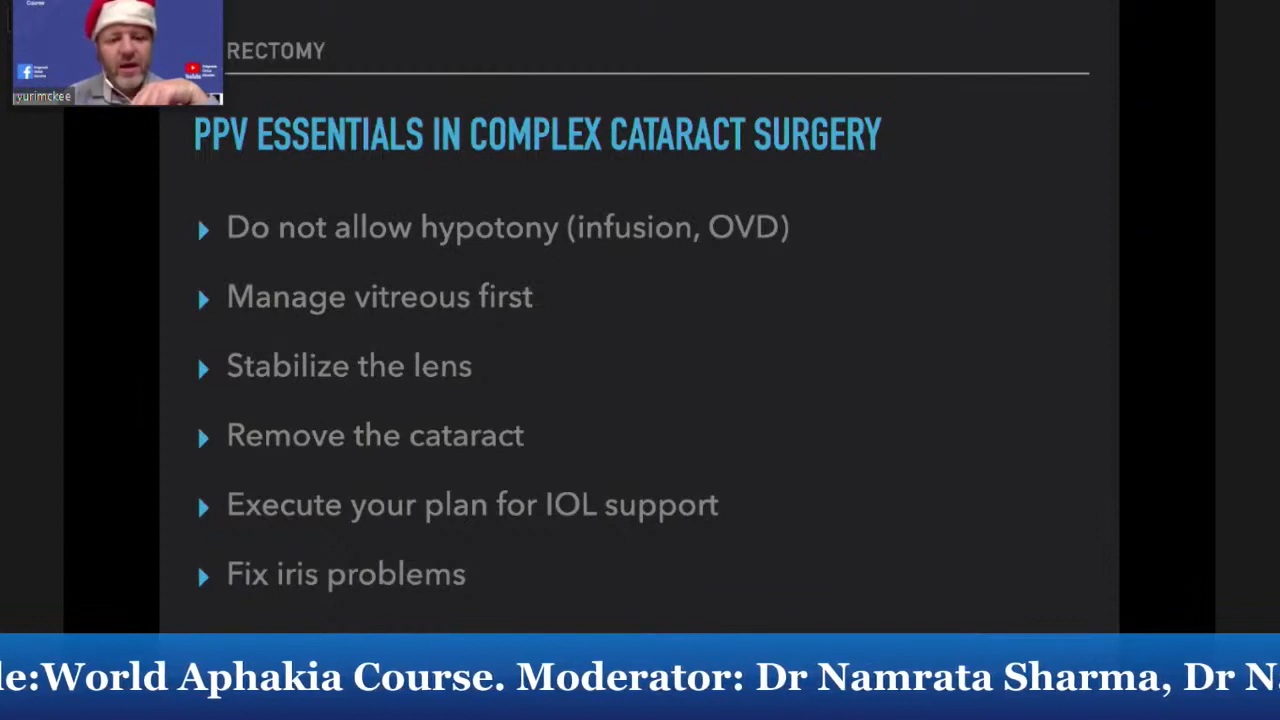 Course
yurimckee
RECTOMY
PPV ESSENTIALS IN COMPLEX CATARACT SURGERY
Do not allow hypotony (infusion, OVD)
Manage vitreous first
Stabilize the lens
Remove the cataract
Execute your plan for IOL support
Fix iris problems
le:World Aphakia Course. Moderator: Dr Namrata Sharma, Dr Na